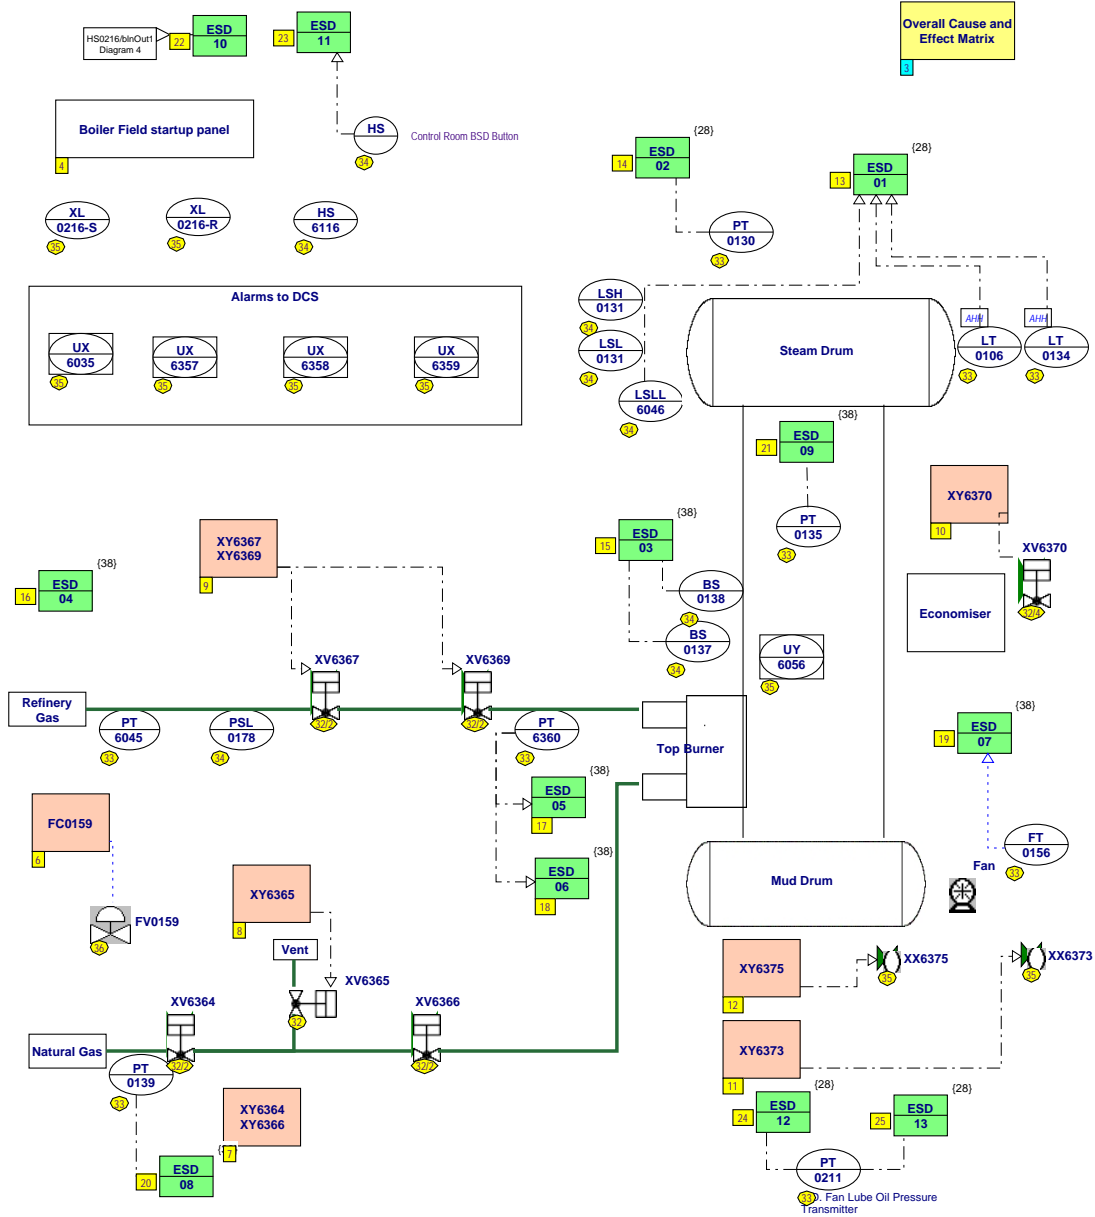 HS0216/blnOut1
Diagram 4
22
ESD
10
23
ESD
11
Overall Cause and
Effect Matrix
3
Boiler Field startup panel
4
HS
34
Control Room BSD Button
{28}
14
ESD
02
{28}
13
ESD
01
XL
0216-S
35
XL
0216-R
35
HS
6116
34
PT
0130
33
Alarms to DCS
UX
6035
35
UX
6357
35
UX
6358
35
UX
6359
35
LSH
0131
34
LSL
0131
34
LSLL
6046
34
Steam Drum
AHH
LT
0106
33
AHH
LT
0134
33
{38}
21
ESD
09
PT
0135
33
XY6370
10
XV6370
32/4
Economiser
XY6367
XY6369
9
{38}
15
ESD
03
BS
0138
34
BS
0137
34
{38}
16
ESD
04
UY
6056
35
XV6367
32/2
XV6369
32/2
Refinery
Gas
PT
6045
33
PSL
0178
34
PT
6360
33
Top Burner
{38}
19
ESD
07
{38}
ESD
05
17
{38}
ESD
06
18
FC0159
6
FV0159
36
XY6365
8
Vent
XV6365
32
Mud Drum
Fan
FT
0156
33
XY6375
12
XX6375
35
XX6373
35
XV6364
32/2
XV6366
32/2
Natural Gas
PT
0139
33
XY6373
11
XY6364
XY6366
7
20
ESD
08
{28}
24
ESD
12
{28}
25
ESD
13
PT
0211
33
D. Fan Lube Oil Pressure
Transmitter